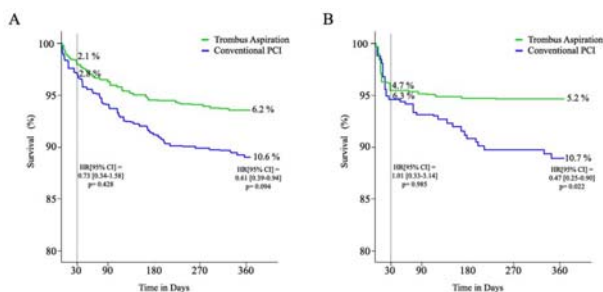 A
Trombus Aspiration
Conventional PCI
100
95
90
85
80
Survival (%)
2.1 %
2.8 %
6.2 %
10.6 %
HR[95% CI] =
0.73 [0.34-1.58]
p= 0.428
HR[95% CI] =
0.61 [0.39-0.94]
p= 0.094
30
90
180
270
360
Time in Days
B
Trombus Aspiration
Conventional PCI
100
95
90
85
80
Survival (%)
4.7 %
6.3 %
5.2 %
10.7 %
HR[95% CI] =
1.01 [0.33-3.14]
p= 0.985
HR[95% CI] =
0.47 [0.25-0.90]
p= 0.022
30
90
180
270
360
Time in Days